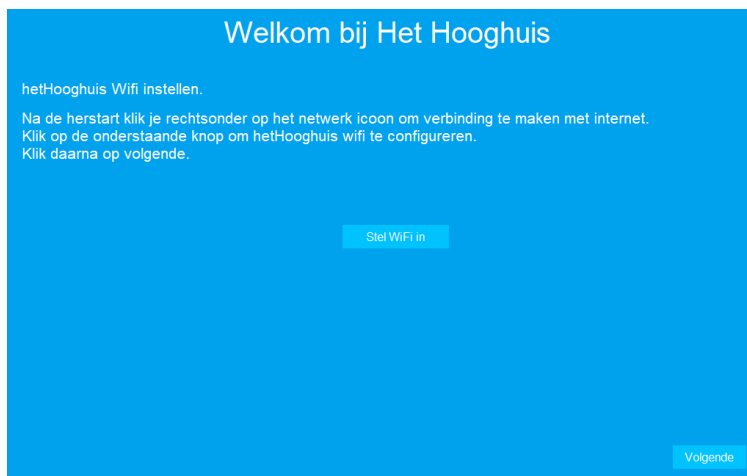 Welkom bij Het Hooghuis
hetHooghuis Wifi instellen.
Na de herstart klik je rechtsonder op het netwerk icoon om verbinding te maken met internet.
Klik op de onderstaande knop om hetHooghuis wifi te configureren.
Klik daarna op volgende.
Stel WiFi in
Volgende